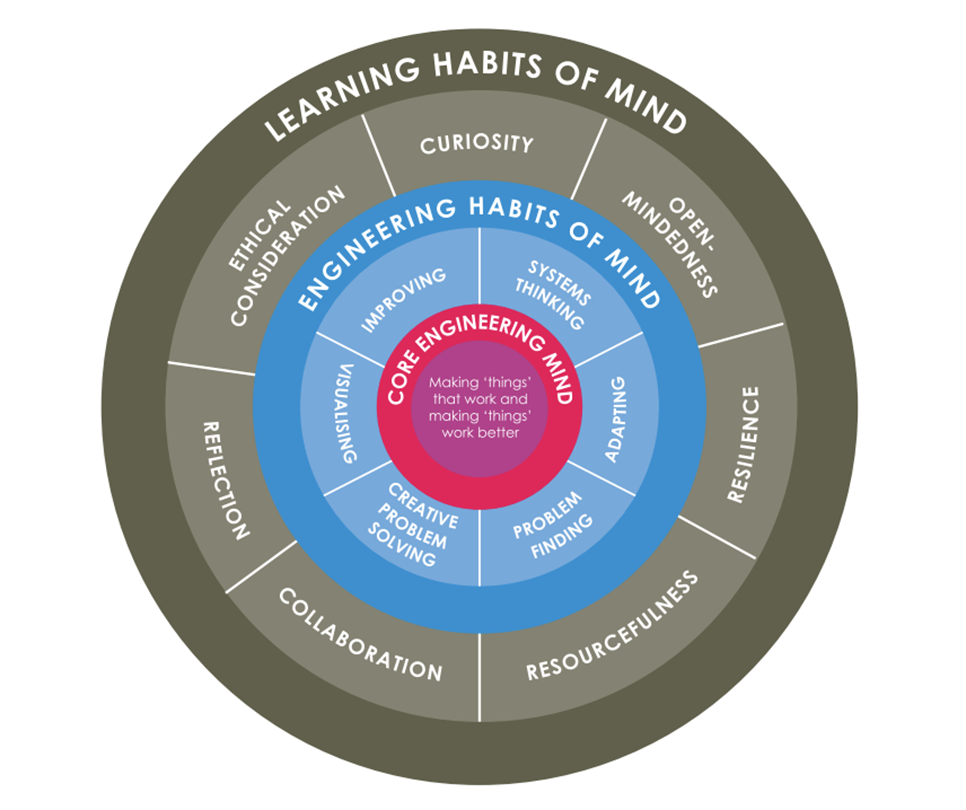 LEARNING HABITS OF MIND
CURIOSITY
OPEN-
MINDEDNESS
RESILIENCE
RESOURCEFULNESS
COLLABORATION
REFLECTION
ETHICAL
CONSIDERATION
ENGINEERING HABITS OF MIND
SYSTEMS
THINKING
ADAPTING
PROBLEM
FINDING
CREATIVE
PROBLEM
SOLVING
VISUALISING
IMPROVING
CORE ENGINEERING MIND
Making ‘things’
that work and
making ‘things’
work better